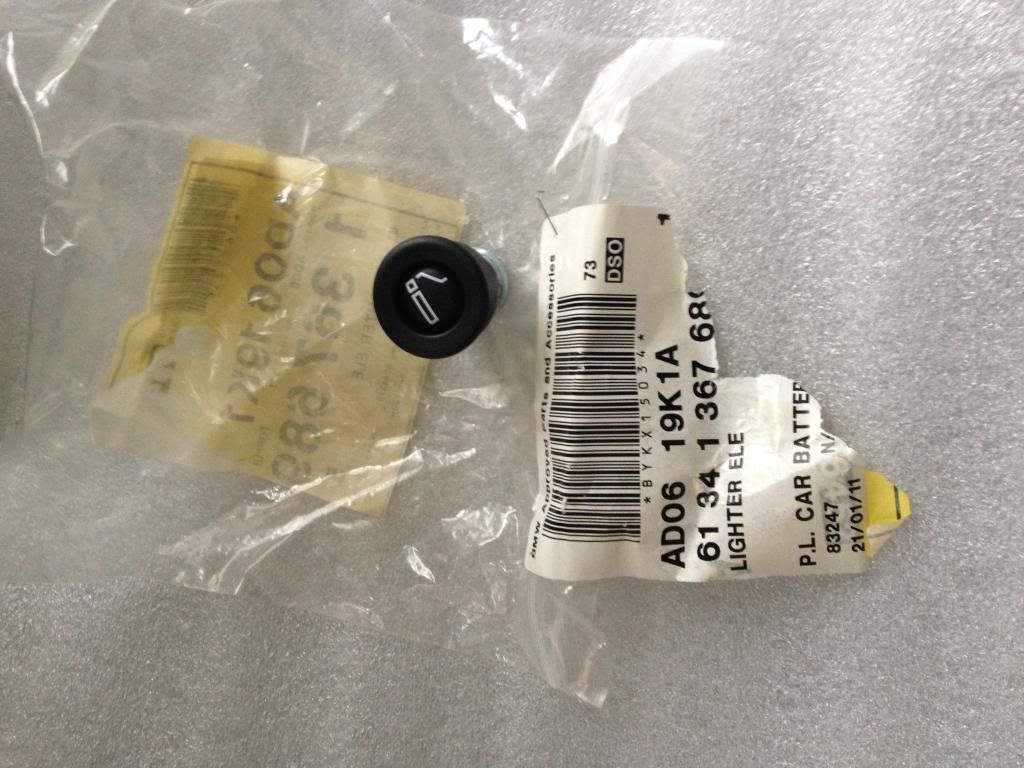 BMW Approved Parts and Accessories
73
DSO
*BYKX15034*
AD06 19K1A
61 34 1 367 68
LIGHTER ELE
P.L. CAR BATTER
83247
N/
21/01/11